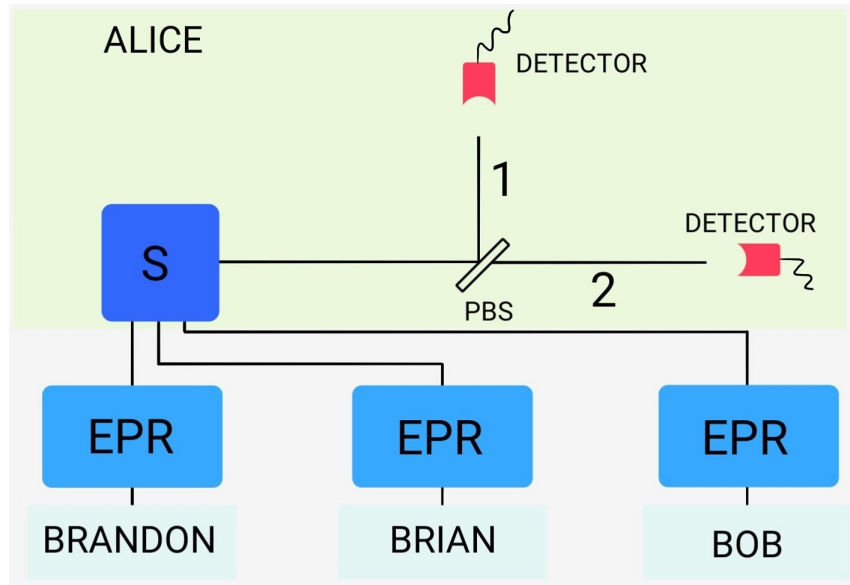 ALICE
DETECTOR
1
DETECTOR
S
2
PBS
EPR
EPR
EPR
BRANDON
BRIAN
BOB